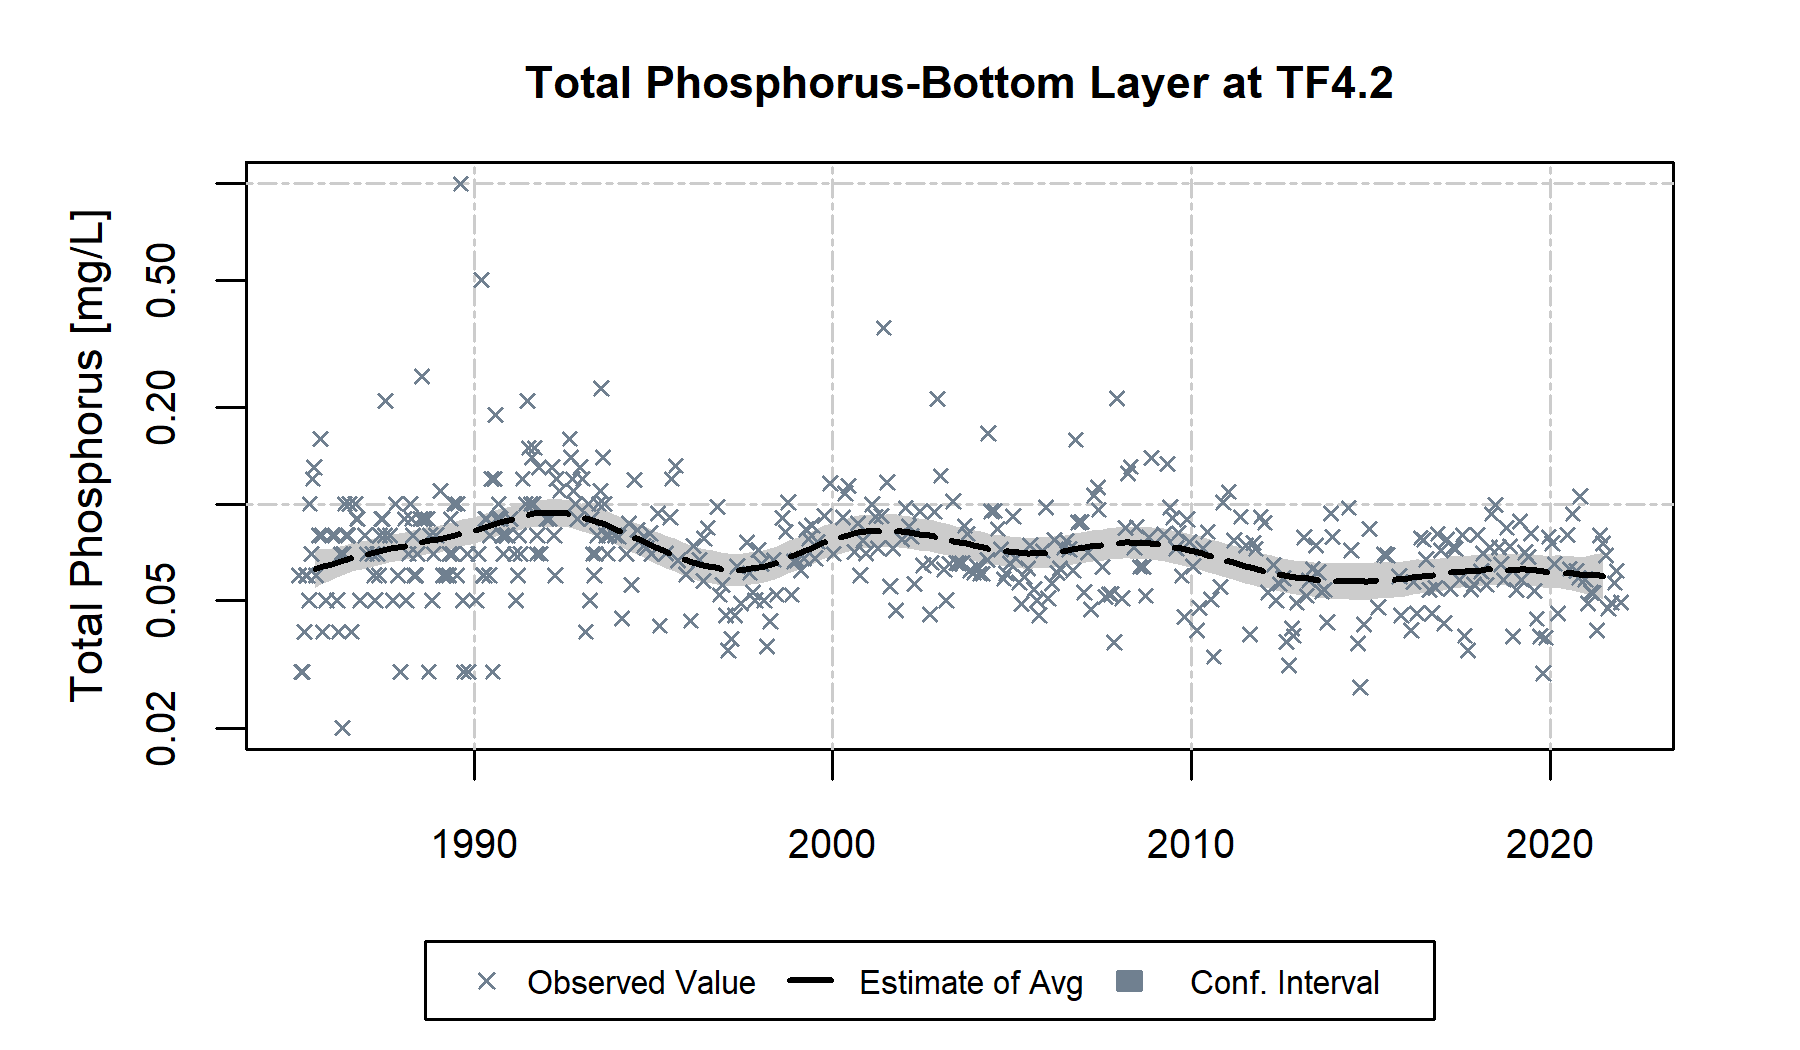 Total Phosphorus-Bottom Layer at TF4.2
Total Phosphorus [mg/L]
0.50
0.20
0.05
0.02
1990 2000 2010 2020
Observed Value Estimate of Avg Conf. Interval